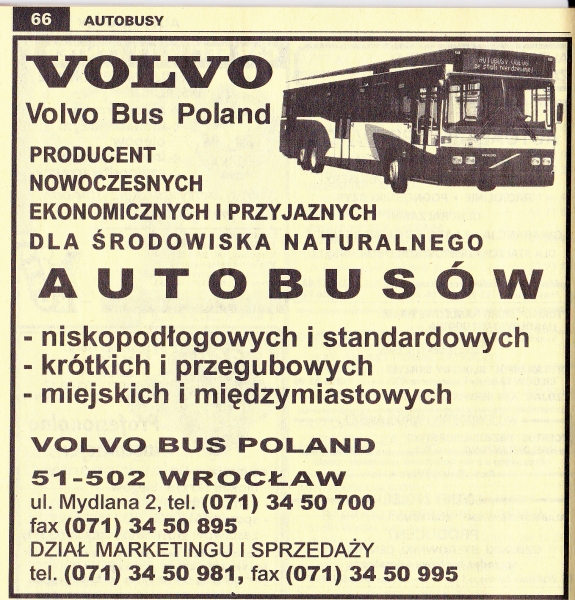 66 AUTOBUSY
VOLVO
Volvo Bus Poland
PRODUCENT
NOWOCZESNYCH
EKONOMICZNYCH I PRZYJAZNYCH
DLA ŚRODOWISKA NATURALNEGO
AUTOBUSÓW
- niskopodłogowych i standardowych
- krótkich i przegubowych
- miejskich i międzymiastowych
VOLVO BUS POLAND
51-502 WROCŁAW
ul. Mydlana 2, tel. (071) 34 50 700
fax (071) 34 50 895
DZIAŁ MARKETINGU I SPRZEDAŻY
tel. (071) 34 50 981, fax (071) 34 50 995